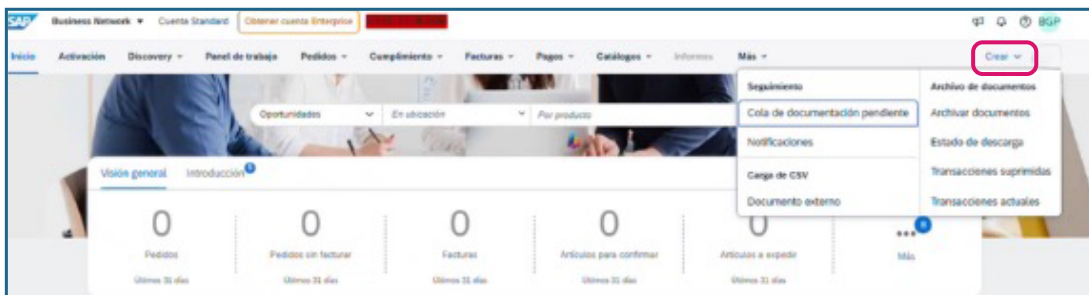 SAP Business Network Cuenta Standard Obtener cuenta Enterprise BGP
Inicio Activación Discovery Panel de trabajo Pedidos Cumplimiento Facturas Pagos Catálogos Informes Más Crear
Seguimiento Archivo de documentos
Oportunidades En ubicación Por producto Cola de documentación pendiente Archivar documentos
Notificaciones Estado de descarga
Visión general Introducción Carga de CSV Transacciones suprimidas
Documento externo Transacciones actuales
0 0 0 0 0 ...
Pedidos Pedidos sin facturar Facturas Artículos para confirmar Artículos a expedir Más
Últimos 31 días Últimos 31 días Últimos 31 días Últimos 31 días Últimos 31 días